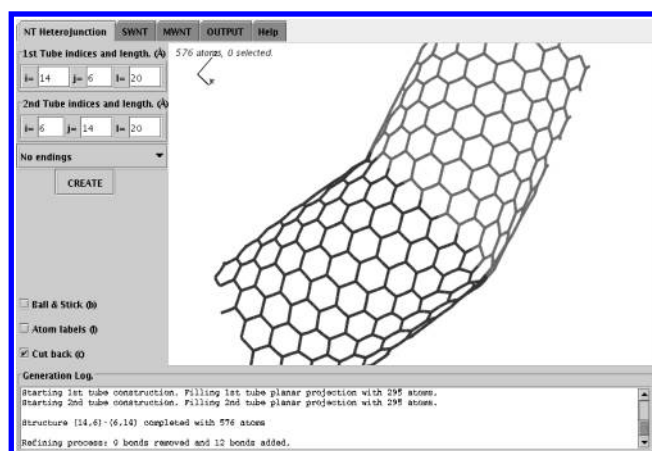 NT HeteroJunction SWNT MWNT OUTPUT Help
1st Tube indices and length. (Å)
i= 14 j= 6 l= 20
2nd Tube indices and length. (Å)
i= 6 j= 14 l= 20
No endings
CREATE
576 atoms, 0 selected.
Ball & Stick (b)
Atom labels (l)
Cut back (c)
Generation Log.
Starting 1st tube construction. Filling 1st tube planar projection with 295 atoms.
Starting 2nd tube construction. Filling 2nd tube planar projection with 295 atoms.
Structure (14,6)-(6,14) completed with 576 atoms
Refining process: 0 bonds removed and 12 bonds added.